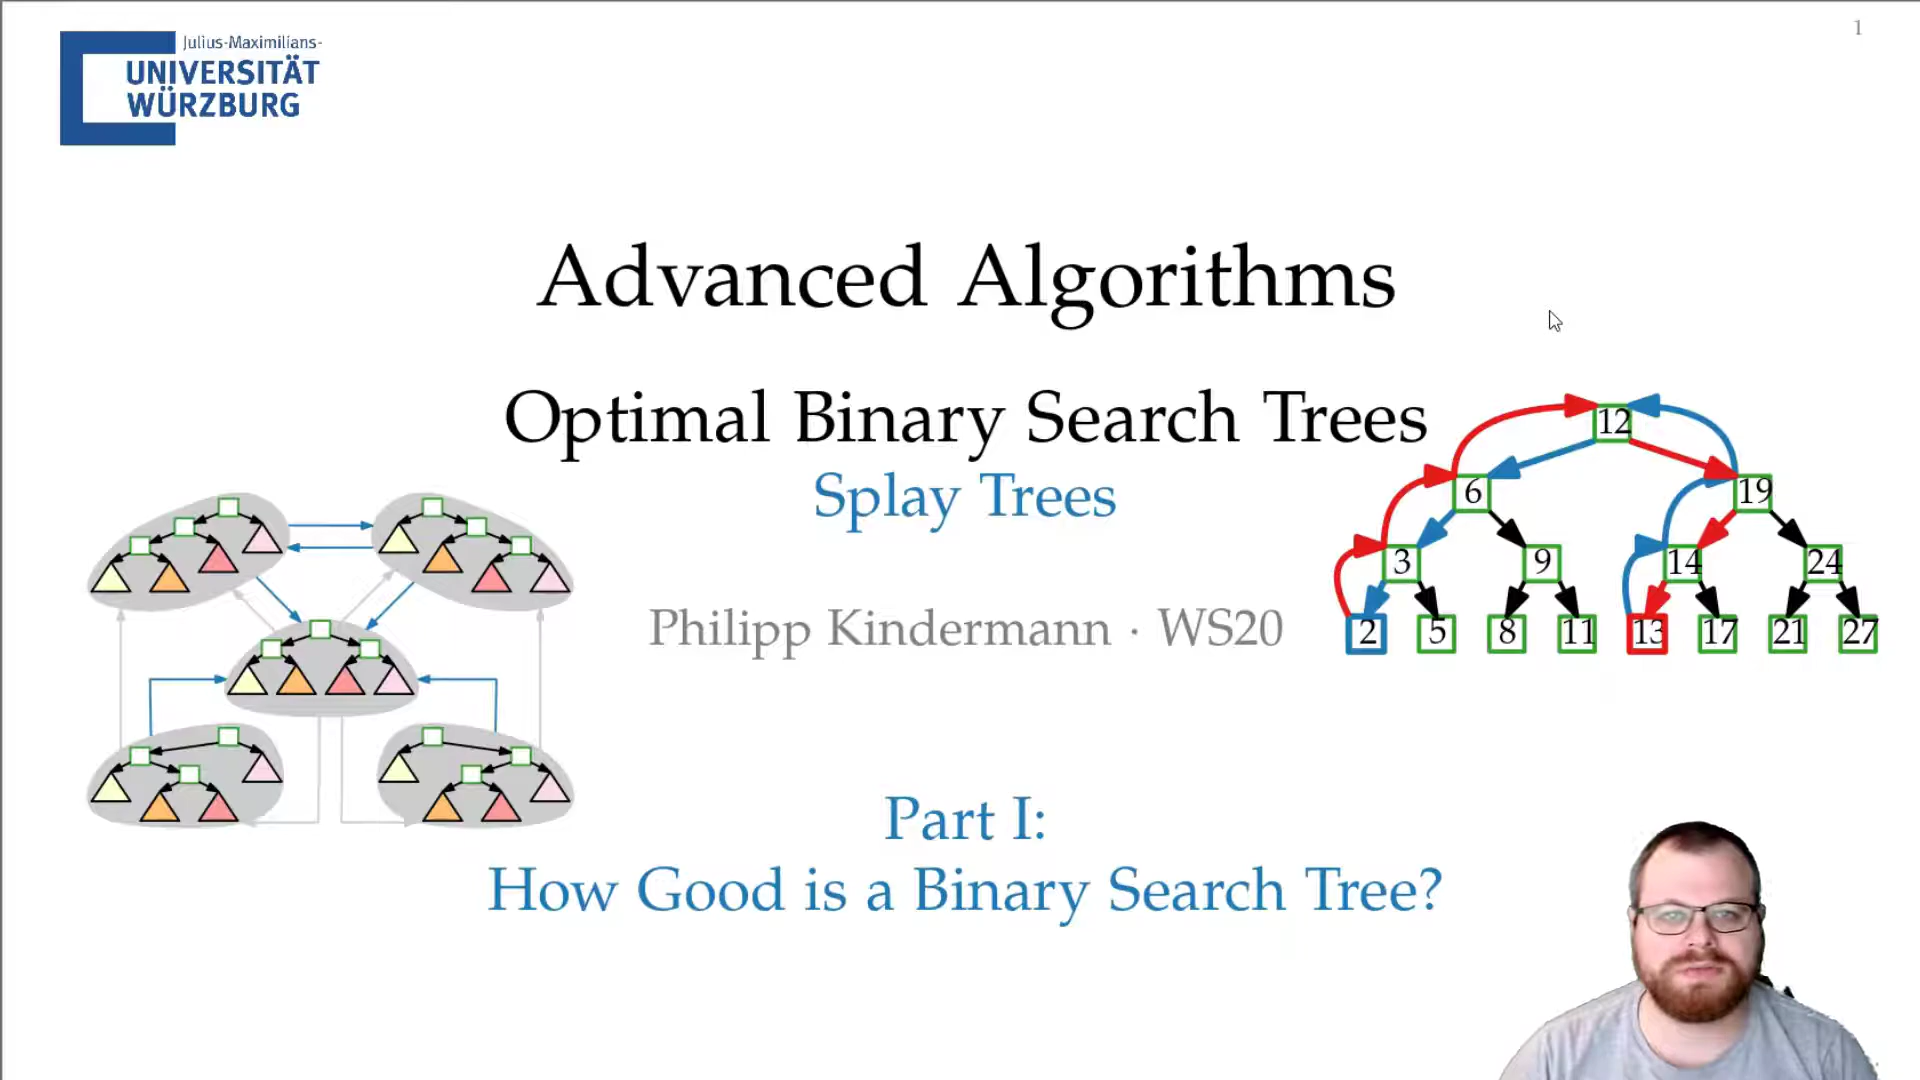 1
Julius-Maximilians-
UNIVERSITÄT
WÜRZBURG
Advanced Algorithms
Optimal Binary Search Trees
Splay Trees
Philipp Kindermann · WS20
12
6 19
3 9 14 24
2 5 8 11 13 17 21 27
Part I:
How Good is a Binary Search Tree?